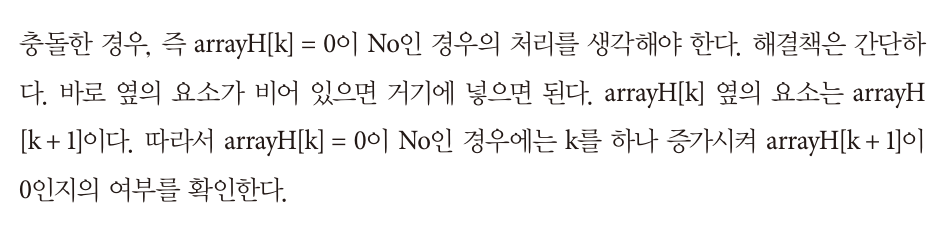 충돌한 경우, 즉 arrayH[k] = 0이 No인 경우의 처리를 생각해야 한다. 해결책은 간단하
다. 바로 옆의 요소가 비어 있으면 거기에 넣으면 된다. arrayH[k] 옆의 요소는 arrayH
[k + 1]이다. 따라서 arrayH[k] = 0이 No인 경우에는 k를 하나 증가시켜 arrayH[k + 1]이
0인지의 여부를 확인한다.